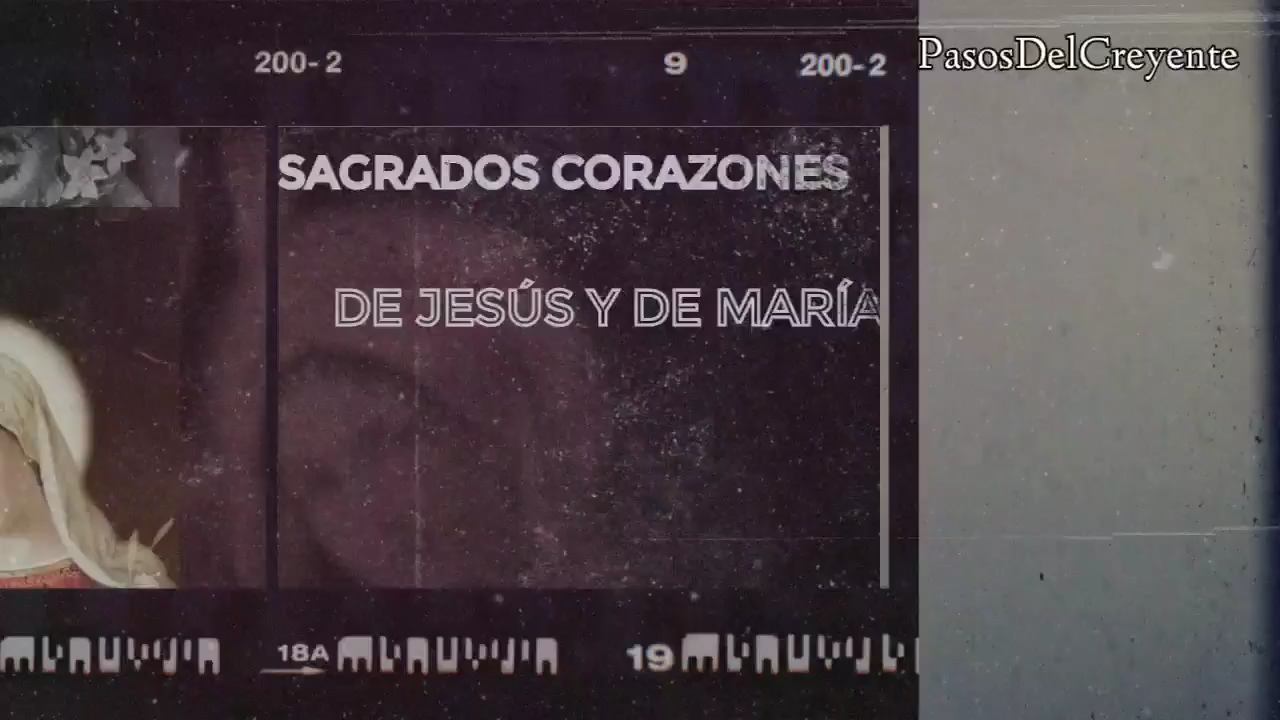 200-2
9
200-2
PasosDelCreyente
SAGRADOS CORAZONES
DE JESÚS Y DE MARÍA
18A
19